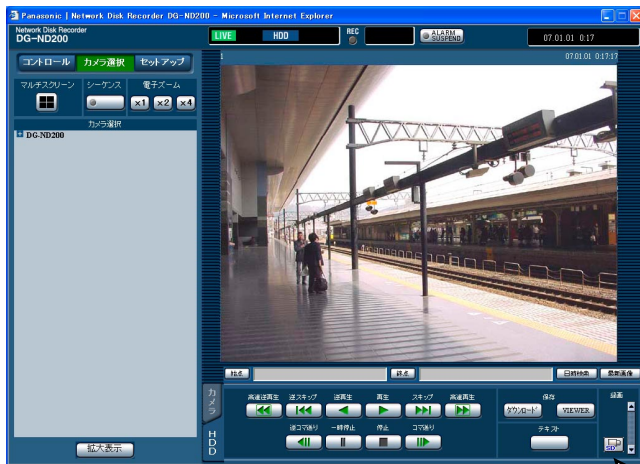 Panasonic | Network Disk Recorder DG-ND200 - Microsoft Internet Explorer
Network Disk Recorder
DG-ND200
LIVE
HDD
REC
ALARM
SUSPEND
07.01.01 0:17
コントロール カメラ選択 セットアップ
マルチスクリーン シーケンス 電子ズーム
x1 x2 x4
カメラ選択
DG-ND200
07.01.01 0:17:17
始点
終点
日時検索 最新画像
カメラ
HDD
高速逆再生 逆スキップ 逆再生 再生 スキップ 高速再生
逆コマ送り 一時停止 停止 コマ送り
保存
ダウンロード VIEWER
テキスト
録画
SD
拡大表示